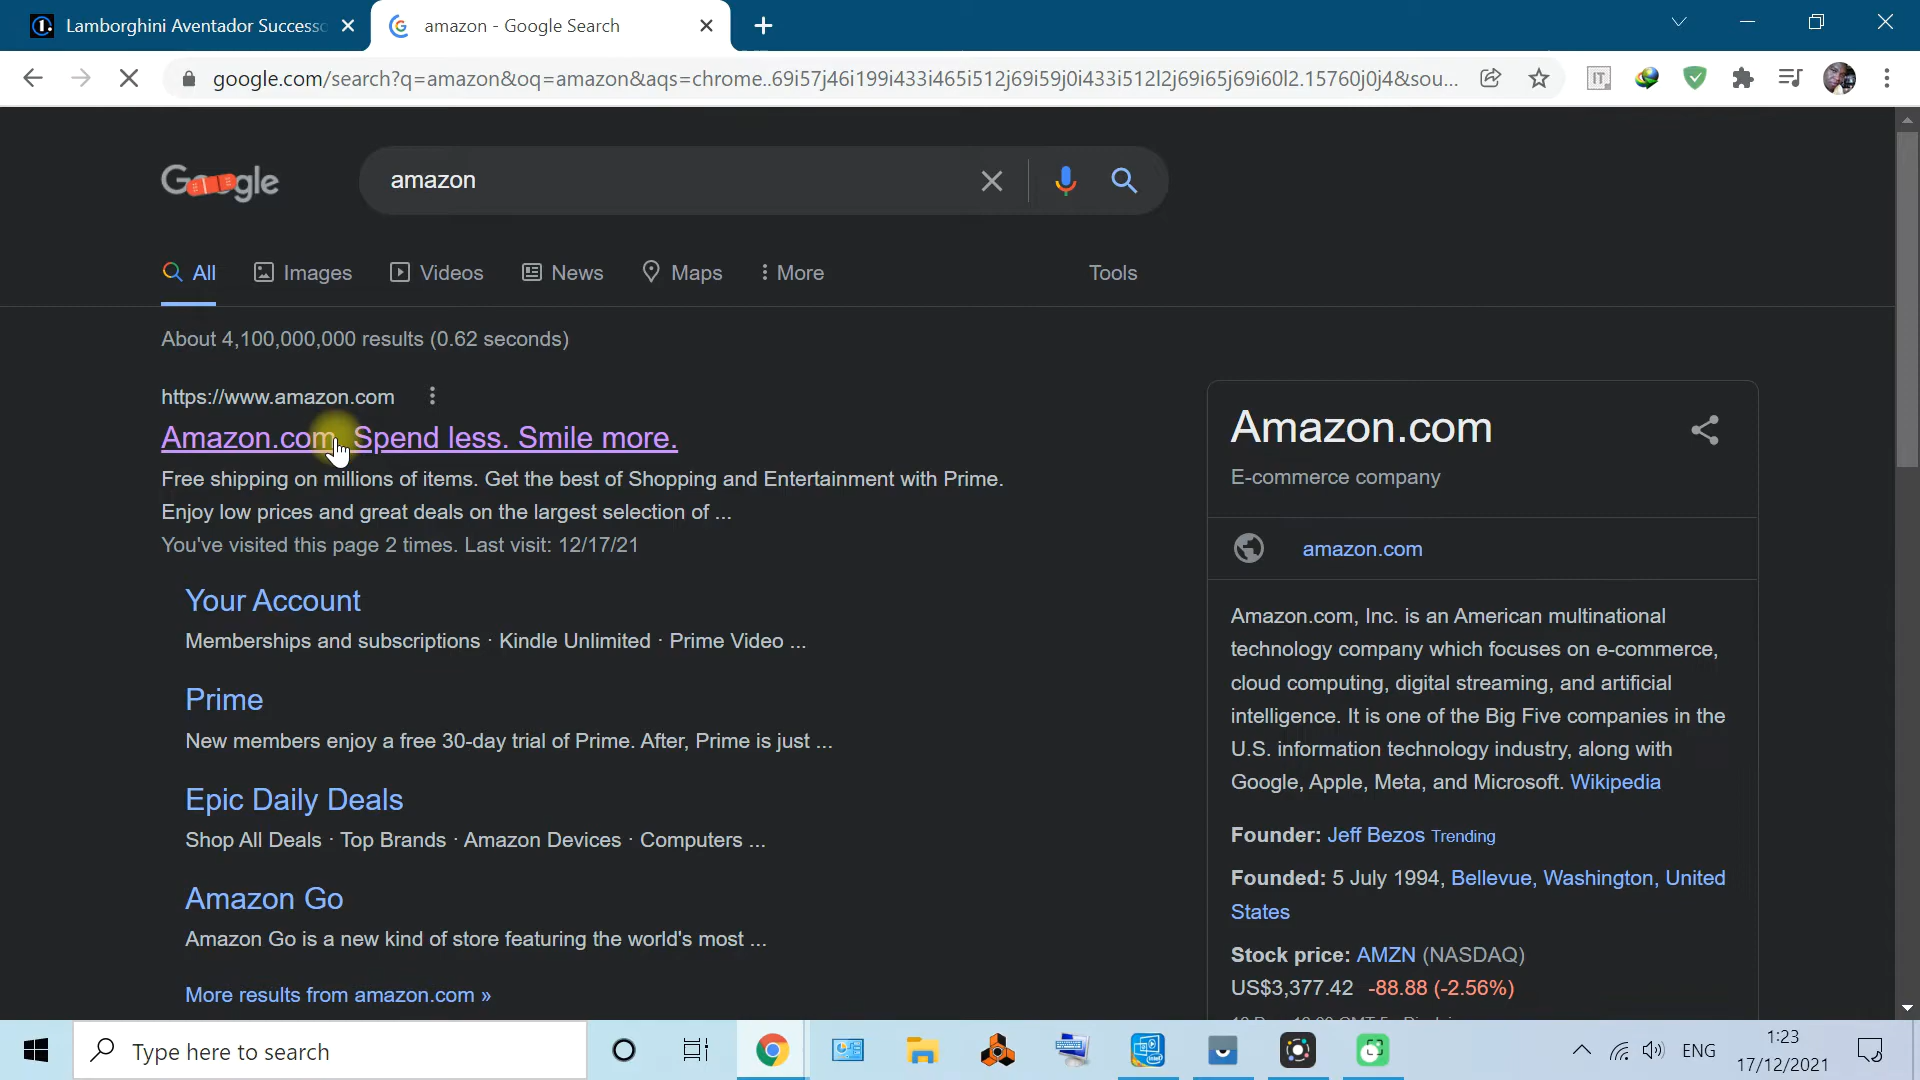 Lamborghini Aventador Successo
amazon - Google Search
google.com/search?q=amazon&oq=amazon&aqs=chrome..69i57j46i199i433i465i512j69i59j0i433i512l2j69i65j69i60l2.15760j0j4&sou...
Google
amazon
All
Images
Videos
News
Maps
More
Tools
About 4,100,000,000 results (0.62 seconds)
https://www.amazon.com
Amazon.com. Spend less. Smile more.
Free shipping on millions of items. Get the best of Shopping and Entertainment with Prime.
Enjoy low prices and great deals on the largest selection of ...
You've visited this page 2 times. Last visit: 12/17/21
Your Account
Memberships and subscriptions · Kindle Unlimited · Prime Video ...
Prime
New members enjoy a free 30-day trial of Prime. After, Prime is just ...
Epic Daily Deals
Shop All Deals · Top Brands · Amazon Devices · Computers ...
Amazon Go
Amazon Go is a new kind of store featuring the world's most ...
More results from amazon.com »
Amazon.com
E-commerce company
amazon.com
Amazon.com, Inc. is an American multinational
technology company which focuses on e-commerce,
cloud computing, digital streaming, and artificial
intelligence. It is one of the Big Five companies in the
U.S. information technology industry, along with
Google, Apple, Meta, and Microsoft. Wikipedia
Founder: Jeff Bezos Trending
Founded: 5 July 1994, Bellevue, Washington, United
States
Stock price: AMZN (NASDAQ)
US$3,377.42 -88.88 (-2.56%)
Type here to search
ENG
1:23
17/12/2021